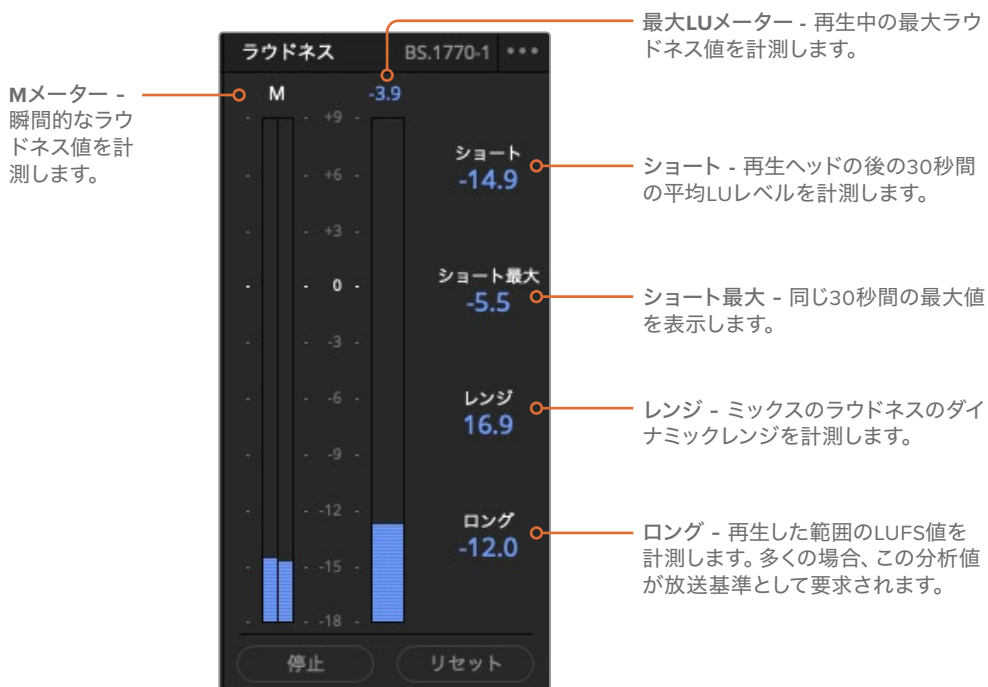 最大LUメーター - 再生中の最大ラウ
ドネス値を計測します。
ラウドネス BS.1770-1
Mメーター -
瞬間的なラウ
ドネス値を計
測します。
M -3.9
+9
ショート
-14.9
+6
ショート - 再生ヘッドの後の30秒間
の平均LUレベルを計測します。
+3
0
ショート最大
-5.5
ショート最大 - 同じ30秒間の最大値
を表示します。
-3
-6
レンジ
16.9
レンジ - ミックスのラウドネスのダイ
ナミックレンジを計測します。
-9
-12
ロング
-12.0
ロング - 再生した範囲のLUFS値を
計測します。多くの場合、この分析値
が放送基準として要求されます。
-15
-18
停止 リセット